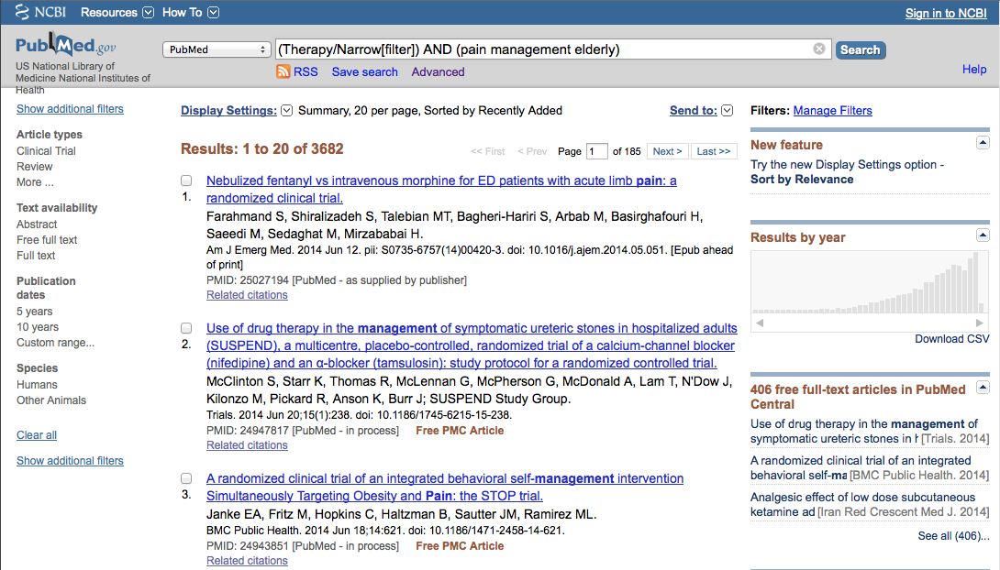 NCBI Resources How To Sign in to NCBI
PubMed.gov
US National Library of
Medicine National Institutes of
Health
PubMed (Therapy/Narrow[filter]) AND (pain management elderly) Search
RSS Save search Advanced Help
Show additional filters
Article types
Clinical Trial
Review
More ...
Text availability
Abstract
Free full text
Full text
Publication
dates
5 years
10 years
Custom range...
Species
Humans
Other Animals
Clear all
Show additional filters
Display Settings: Summary, 20 per page, Sorted by Recently Added Send to:
Results: 1 to 20 of 3682 << First < Prev Page 1 of 185 Next > Last >>
Nebulized fentanyl vs intravenous morphine for ED patients with acute limb pain: a
1. randomized clinical trial.
Farahmand S, Shiralizadeh S, Talebian MT, Bagheri-Hariri S, Arbab M, Basirghafouri H,
Saeedi M, Sedaghat M, Mirzababai H.
Am J Emerg Med. 2014 Jun 12. pii: S0735-6757(14)00420-3. doi: 10.1016/j.ajem.2014.05.051. [Epub ahead
of print]
PMID: 25027194 [PubMed - as supplied by publisher]
Related citations
Use of drug therapy in the management of symptomatic ureteric stones in hospitalized adults
2. (SUSPEND), a multicentre, placebo-controlled, randomized trial of a calcium-channel blocker
(nifedipine) and an α-blocker (tamsulosin): study protocol for a randomized controlled trial.
McClinton S, Starr K, Thomas R, McLennan G, McPherson G, McDonald A, Lam T, N'Dow J,
Kilonzo M, Pickard R, Anson K, Burr J; SUSPEND Study Group.
Trials. 2014 Jun 20;15(1):238. doi: 10.1186/1745-6215-15-238.
PMID: 24947817 [PubMed - in process] Free PMC Article
Related citations
A randomized clinical trial of an integrated behavioral self-management intervention
3. Simultaneously Targeting Obesity and Pain: the STOP trial.
Janke EA, Fritz M, Hopkins C, Haltzman B, Sautter JM, Ramirez ML.
BMC Public Health. 2014 Jun 18;14:621. doi: 10.1186/1471-2458-14-621.
PMID: 24943851 [PubMed - in process] Free PMC Article
Related citations
Filters: Manage Filters
New feature
Try the new Display Settings option -
Sort by Relevance
Results by year
Download CSV
406 free full-text articles in PubMed
Central
Use of drug therapy in the management of
symptomatic ureteric stones in h [Trials. 2014]
A randomized clinical trial of an integrated
behavioral self-ma [BMC Public Health. 2014]
Analgesic effect of low dose subcutaneous
ketamine ad [Iran Red Crescent Med J. 2014]
See all (406)...